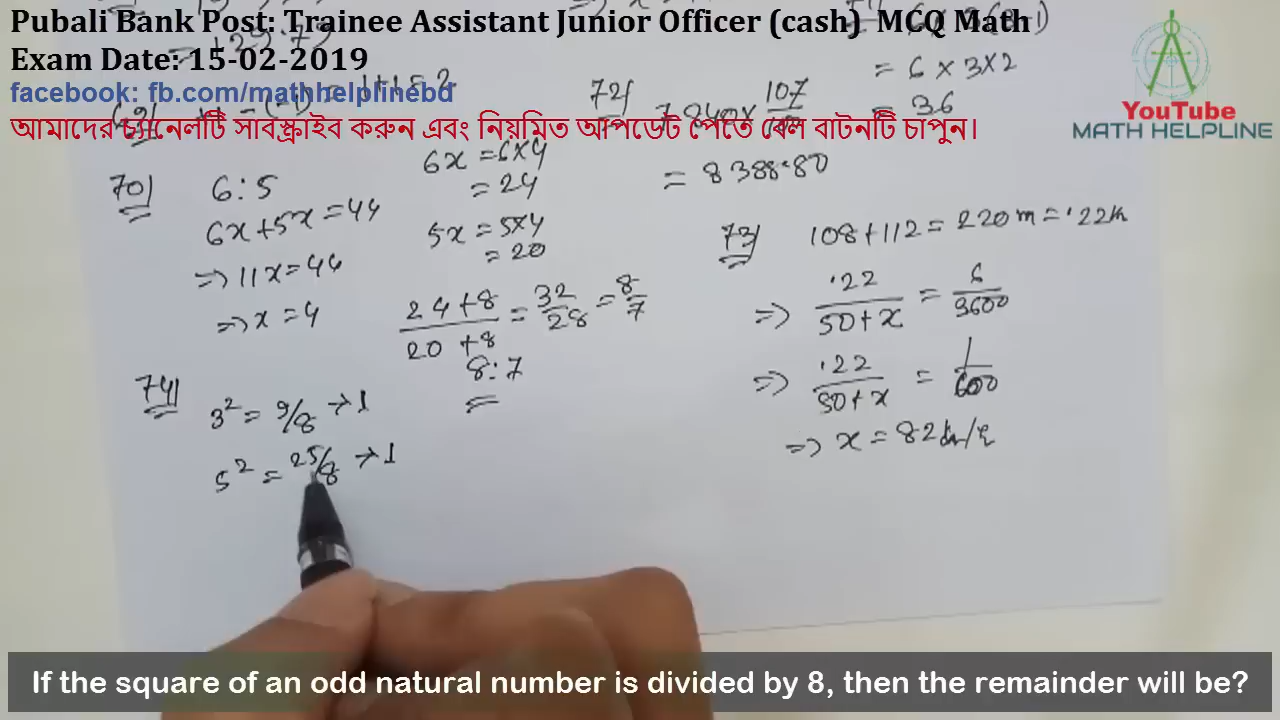 Pubali Bank Post: Trainee Assistant Junior Officer (cash) MCQ Math
Exam Date: 15-02-2019
facebook: fb.com/mathhelplinebd
আমাদের চ্যানেলটি সাবস্ক্রাইব করুন এবং নিয়মিত আপডেট পেতে বেল বাটনটি চাপুন।
YouTube
MATH HELPLINE
= 6 × 3 × 2
= 36
70) 6 : 5
6x + 5x = 44
=> 11x = 44
=> x = 4
6x = 6×4
= 24
5x = 5×4
= 20
24 + 8 / 20 + 8 = 32/28 = 8/7
8 : 7
72) 7840 × 107/100
= 8388.80
73) 108 + 112 = 220 m = .22k
=> .22 / 50 + x = 6 / 3600
=> .22 / 50 + x = 1 / 600
=> x = 82
74) 3² = 9/8 → 1
5² = 25/8 → 1
If the square of an odd natural number is divided by 8, then the remainder will be?